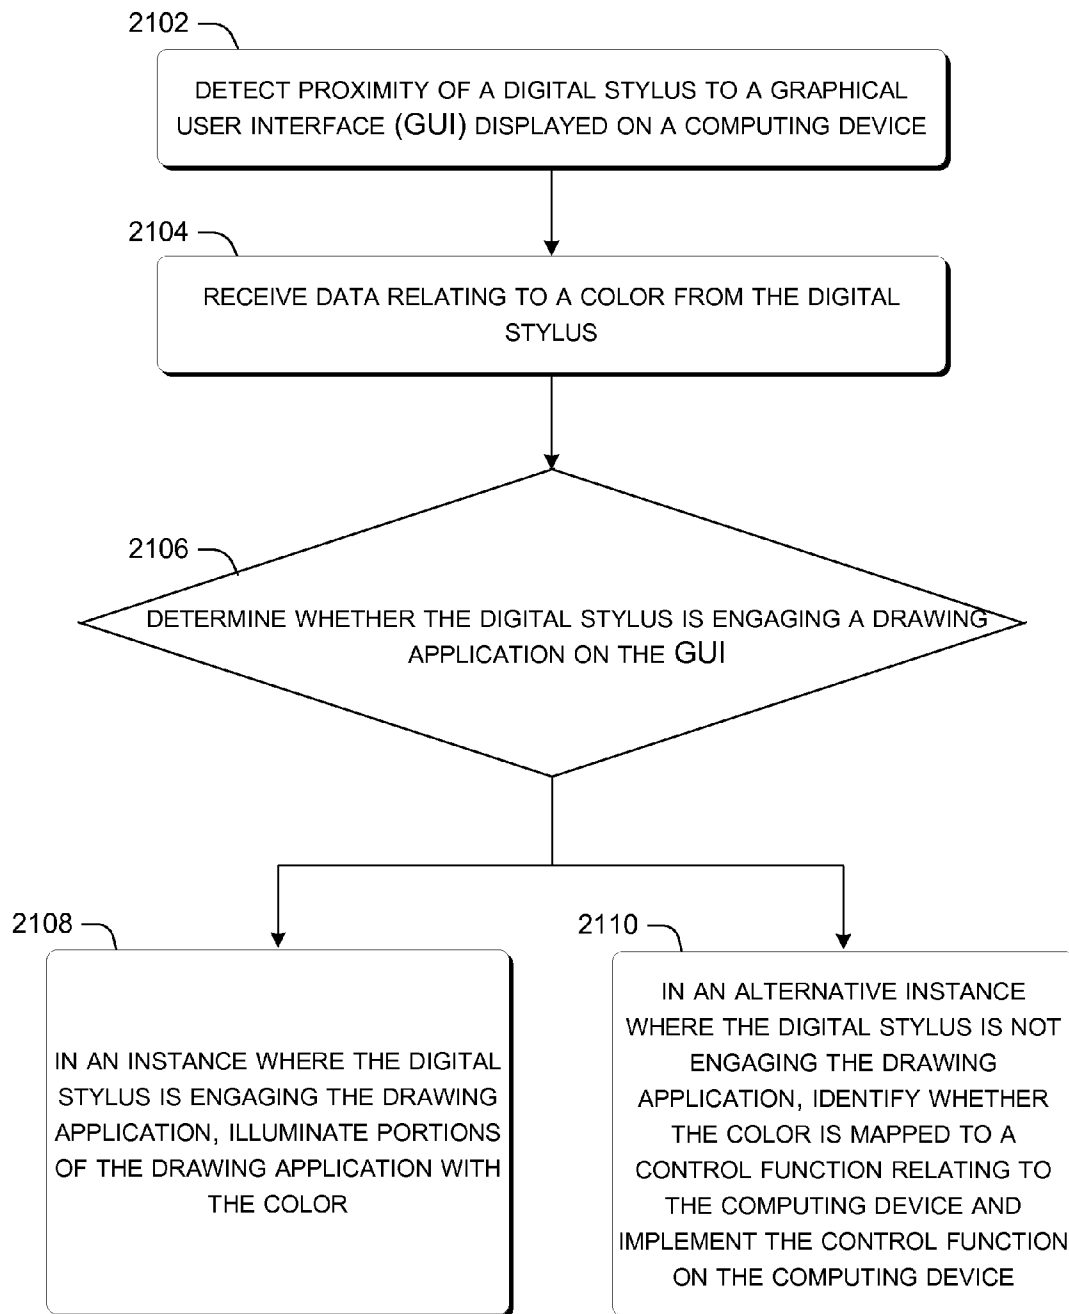 2102
DETECT PROXIMITY OF A DIGITAL STYLUS TO A GRAPHICAL
USER INTERFACE (GUI) DISPLAYED ON A COMPUTING DEVICE
2104
RECEIVE DATA RELATING TO A COLOR FROM THE DIGITAL
STYLUS
2106
DETERMINE WHETHER THE DIGITAL STYLUS IS ENGAGING A DRAWING
APPLICATION ON THE GUI
2108
IN AN INSTANCE WHERE THE DIGITAL
STYLUS IS ENGAGING THE DRAWING
APPLICATION, ILLUMINATE PORTIONS
OF THE DRAWING APPLICATION WITH
THE COLOR
2110
IN AN ALTERNATIVE INSTANCE
WHERE THE DIGITAL STYLUS IS NOT
ENGAGING THE DRAWING
APPLICATION, IDENTIFY WHETHER
THE COLOR IS MAPPED TO A
CONTROL FUNCTION RELATING TO
THE COMPUTING DEVICE AND
IMPLEMENT THE CONTROL FUNCTION
ON THE COMPUTING DEVICE